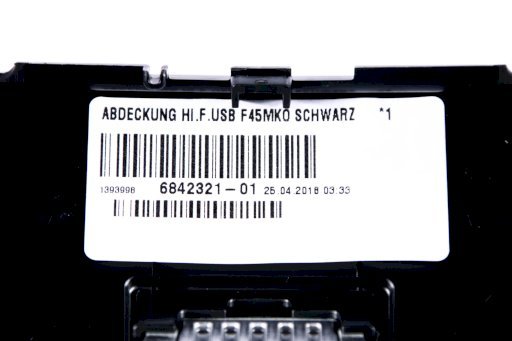 ABDECKUNG HI.F.USB F45MKO SCHWARZ *1
1393998 6842321-01 25.04.2018 03:33